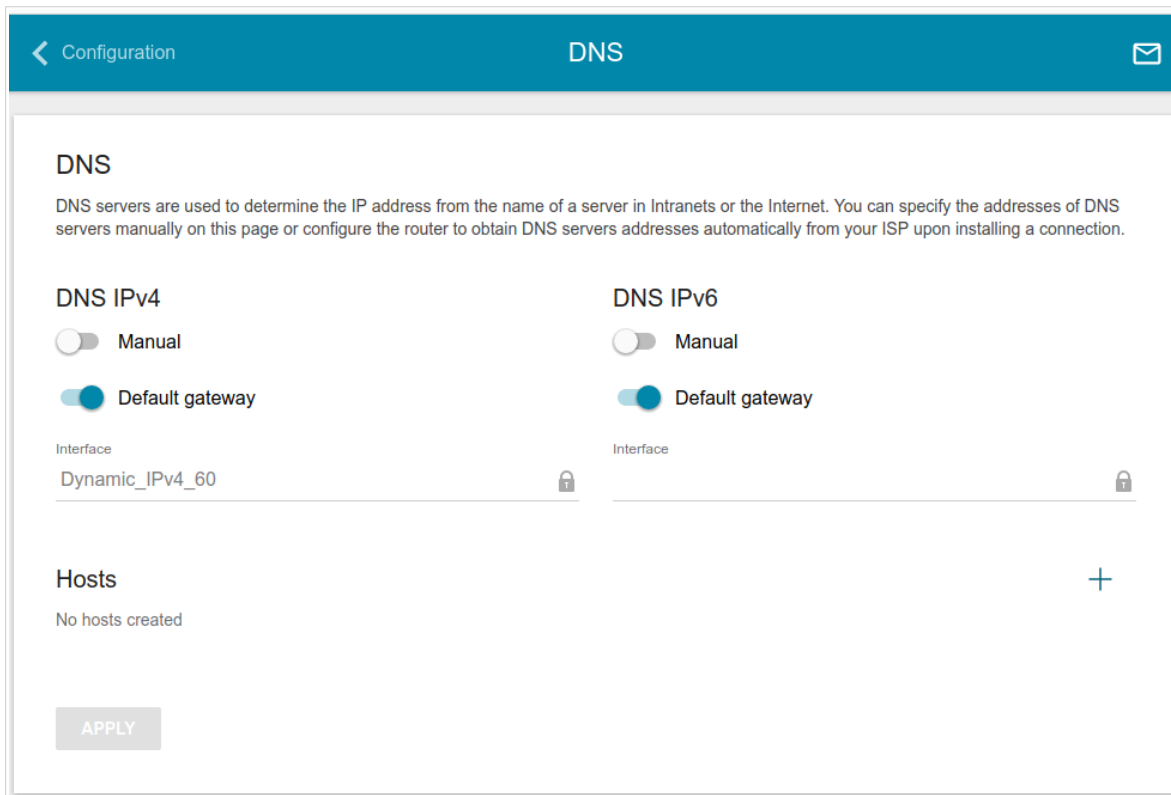 Configuration
DNS
DNS
DNS servers are used to determine the IP address from the name of a server in Intranets or the Internet. You can specify the addresses of DNS
servers manually on this page or configure the router to obtain DNS servers addresses automatically from your ISP upon installing a connection.
DNS IPv4
Manual
Default gateway
Interface
Dynamic_IPv4_60
DNS IPv6
Manual
Default gateway
Interface
Hosts
No hosts created
APPLY